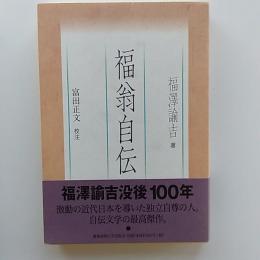 福澤諭吉 著
福翁自伝
富田正文 校注
福澤諭吉没後100年
激動の近代日本を導いた独立自尊の人。
自伝文学の最高傑作。